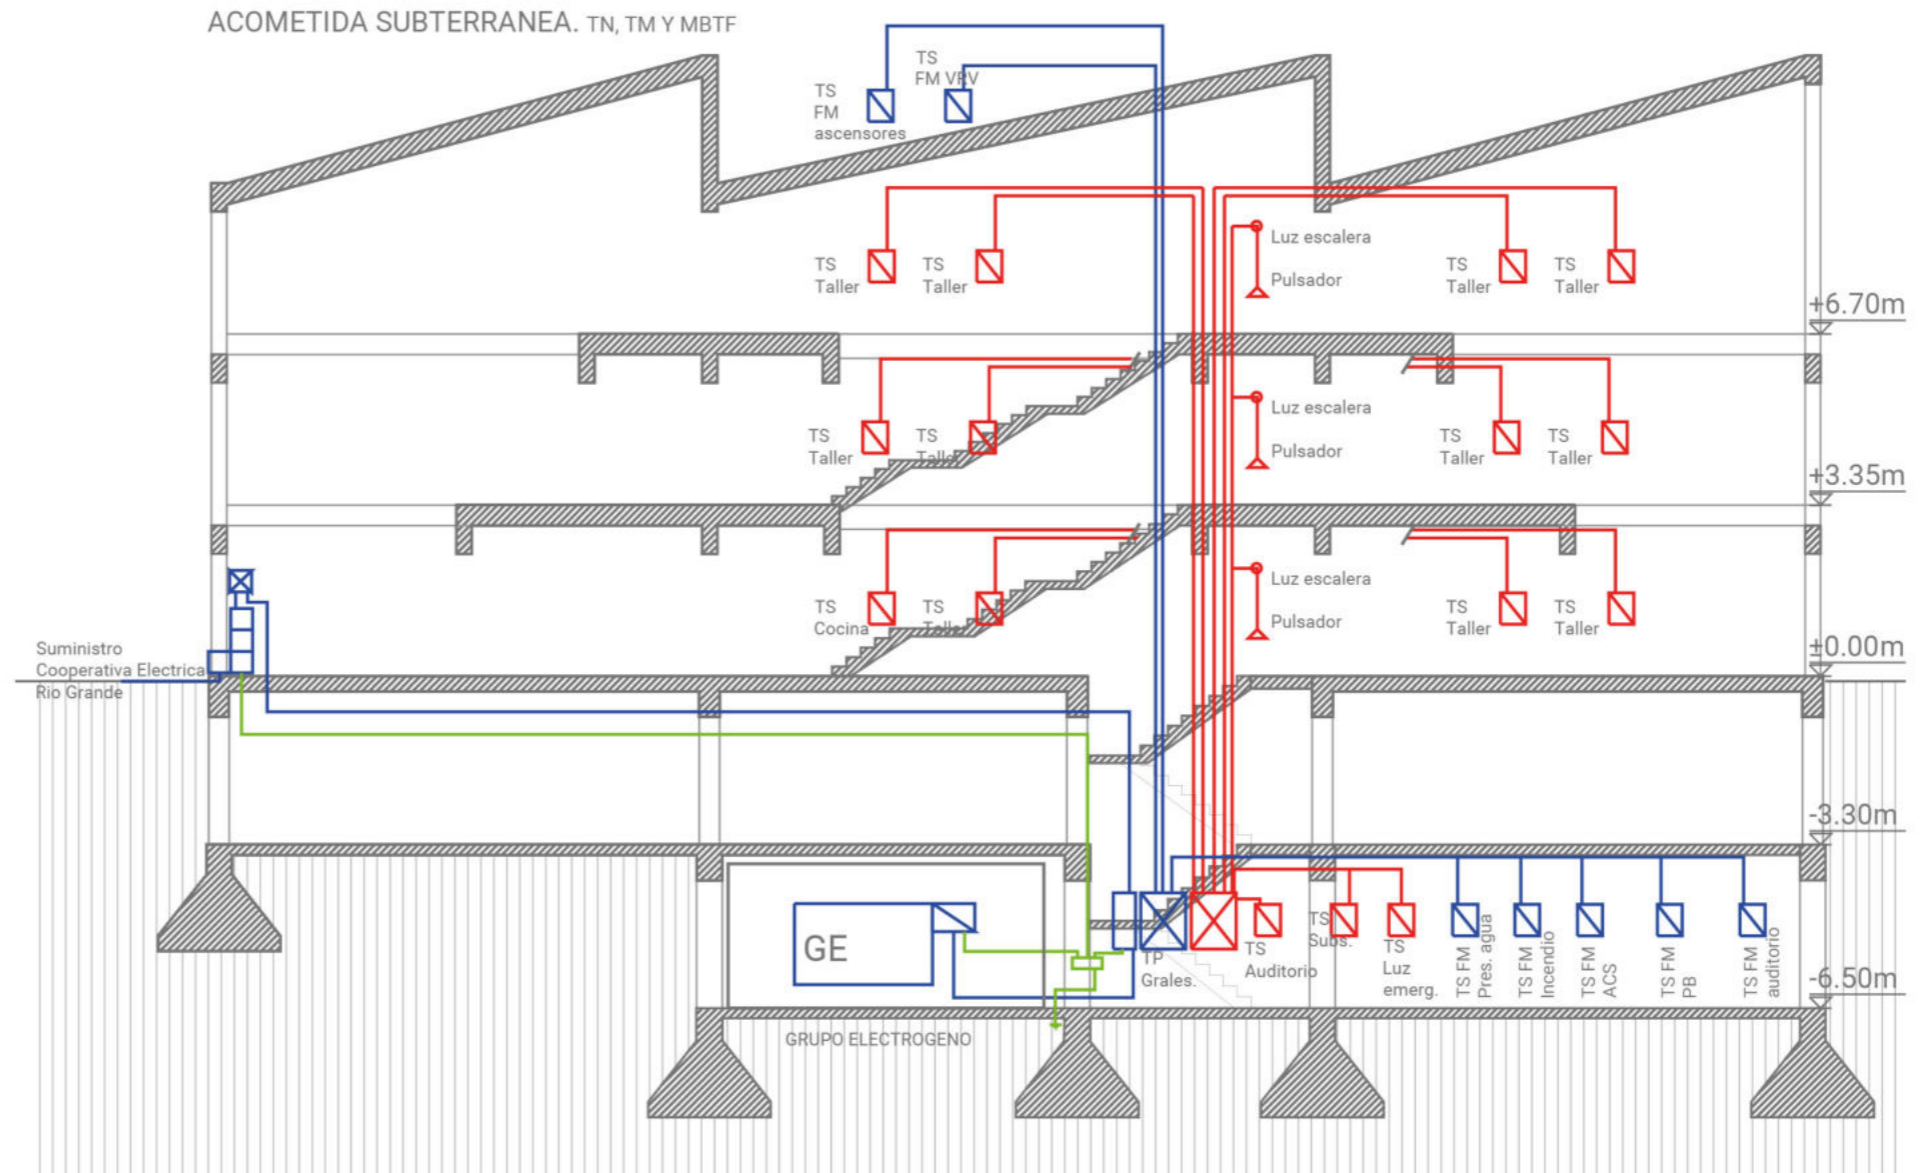 ACOMETIDA SUBTERRANEA. TN, TM Y MBTF
TS
FM
ascensores
TS
FM VRV
TS
Taller
TS
Taller
Luz escalera
Pulsador
TS
Taller
TS
Taller
+6.70m
TS
Taller
TS
Taller
Luz escalera
Pulsador
TS
Taller
TS
Taller
+3.35m
TS
Cocina
TS
Taller
Luz escalera
Pulsador
TS
Taller
TS
Taller
±0.00m
Suministro
Cooperativa Electrica
Rio Grande
-3.30m
GE
GRUPO ELECTROGENO
TP
Grales.
TS
Auditorio
TS
Subs.
TS
Luz
emerg.
TS FM
Pres. agua
TS FM
Incendio
TS FM
ACS
TS FM
PB
TS FM
auditorio
-6.50m